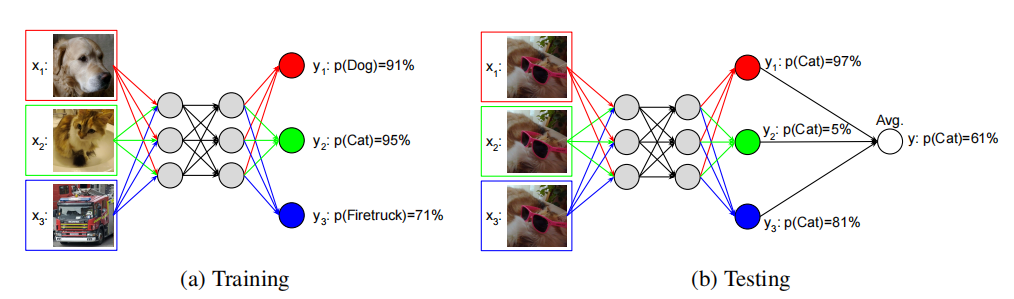 x1:
y1: p(Dog)=91%
x2:
y2: p(Cat)=95%
x3:
y3: p(Firetruck)=71%
(a) Training
x1:
y1: p(Cat)=97%
x2:
y2: p(Cat)=5%
Avg.
y: p(Cat)=61%
x3:
y3: p(Cat)=81%
(b) Testing